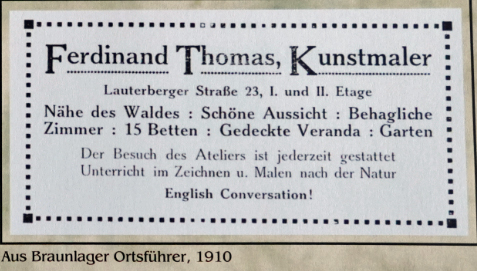 Ferdinand Thomas, Kunstmaler
Lauterberger Straße 23, I. und II. Etage
Nähe des Waldes : Schöne Aussicht : Behagliche
Zimmer : 15 Betten : Gedeckte Veranda : Garten
Der Besuch des Ateliers ist jederzeit gestattet
Unterricht im Zeichnen u. Malen nach der Natur
English Conversation!
Aus Braunlager Ortsführer, 1910